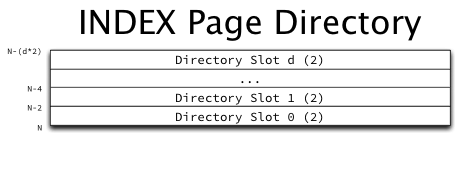 INDEX Page Directory
N-(d*2)
Directory Slot d (2)
...
N-4
Directory Slot 1 (2)
N-2
Directory Slot 0 (2)
N